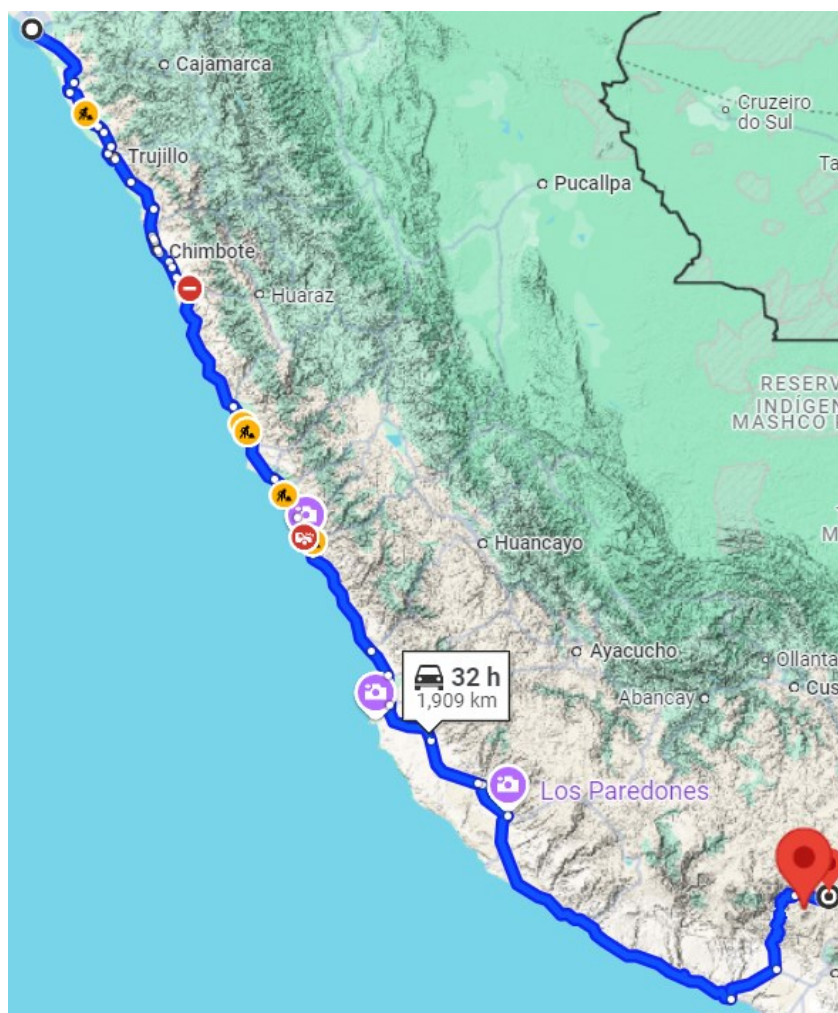 Cajamarca
Cruzeiro
do Sul
Trujillo
Ta
Pucallpa
Chimbote
Huaraz
RESERV
INDÍGEN
MASHCO
M
Huancayo
Ayacucho
Ollanta
32 h
1,909 km
Abancay
Cus
Los Paredones